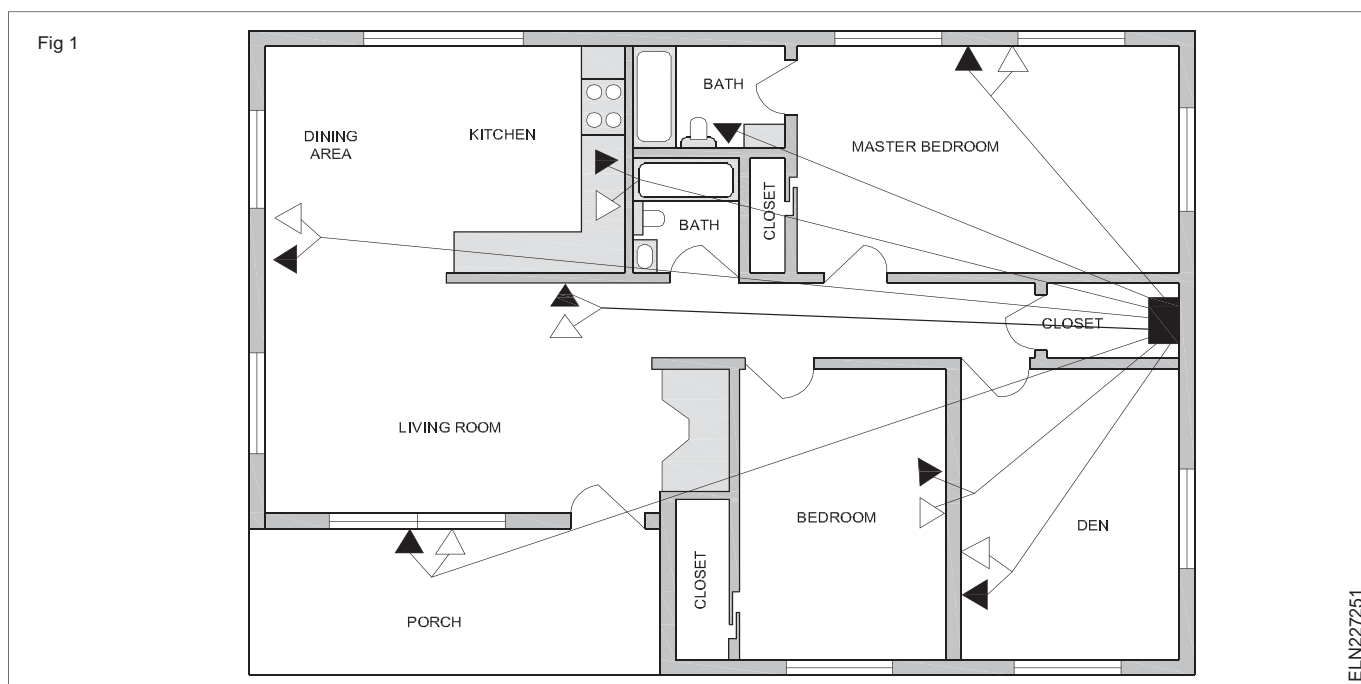 Fig 1
BATH
DINING
AREA
KITCHEN
MASTER BEDROOM
CLOSET
BATH
CLOSET
LIVING ROOM
BEDROOM
DEN
CLOSET
PORCH
ELN227251